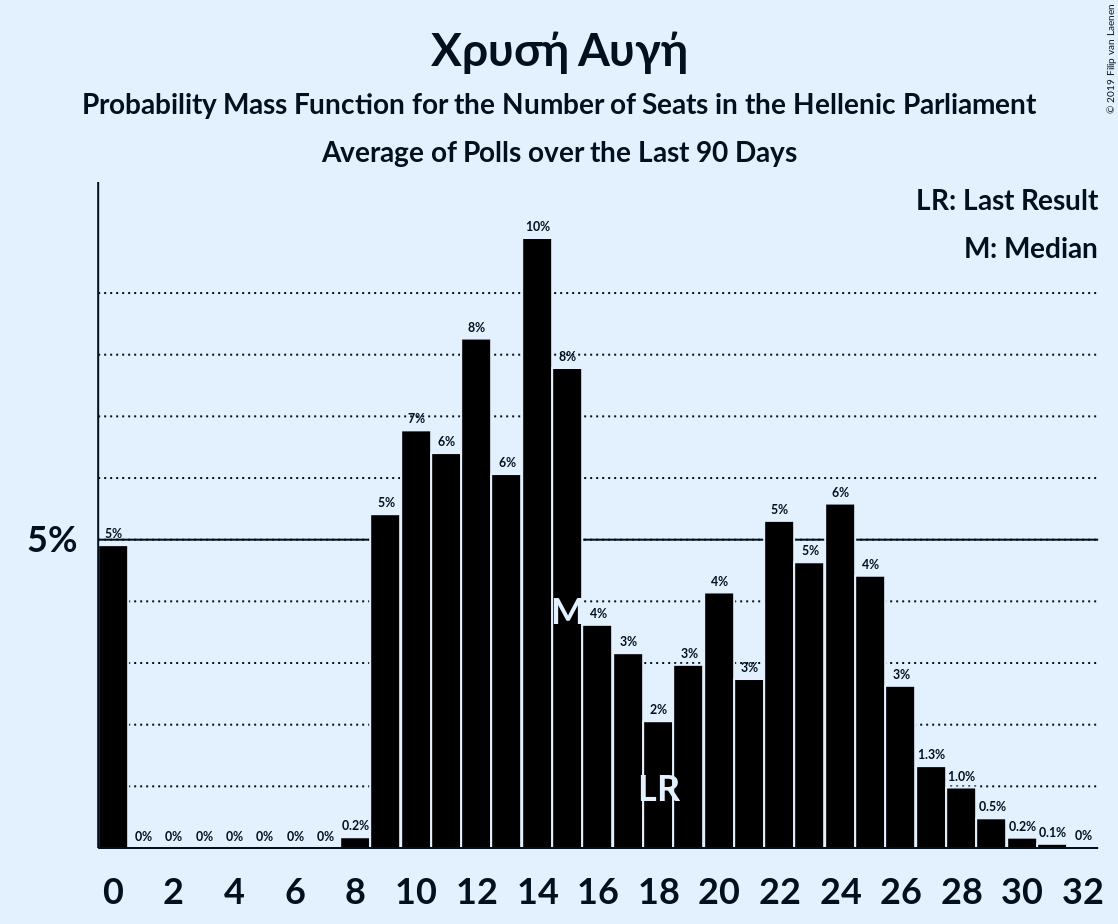 Χρυσή Αυγή
Probability Mass Function for the Number of Seats in the Hellenic Parliament
Average of Polls over the Last 90 Days
© 2019 Filip van Laenen
LR: Last Result
M: Median
5%
5% 0% 0% 0% 0% 0% 0% 0% 0.2% 5% 7% 6% 8% 6% 10% 8% 4% 3% 2% 3% 4% 3% 5% 5% 6% 4% 3% 1.3% 1.0% 0.5% 0.2% 0.1% 0%
M
LR
0 2 4 6 8 10 12 14 16 18 20 22 24 26 28 30 32